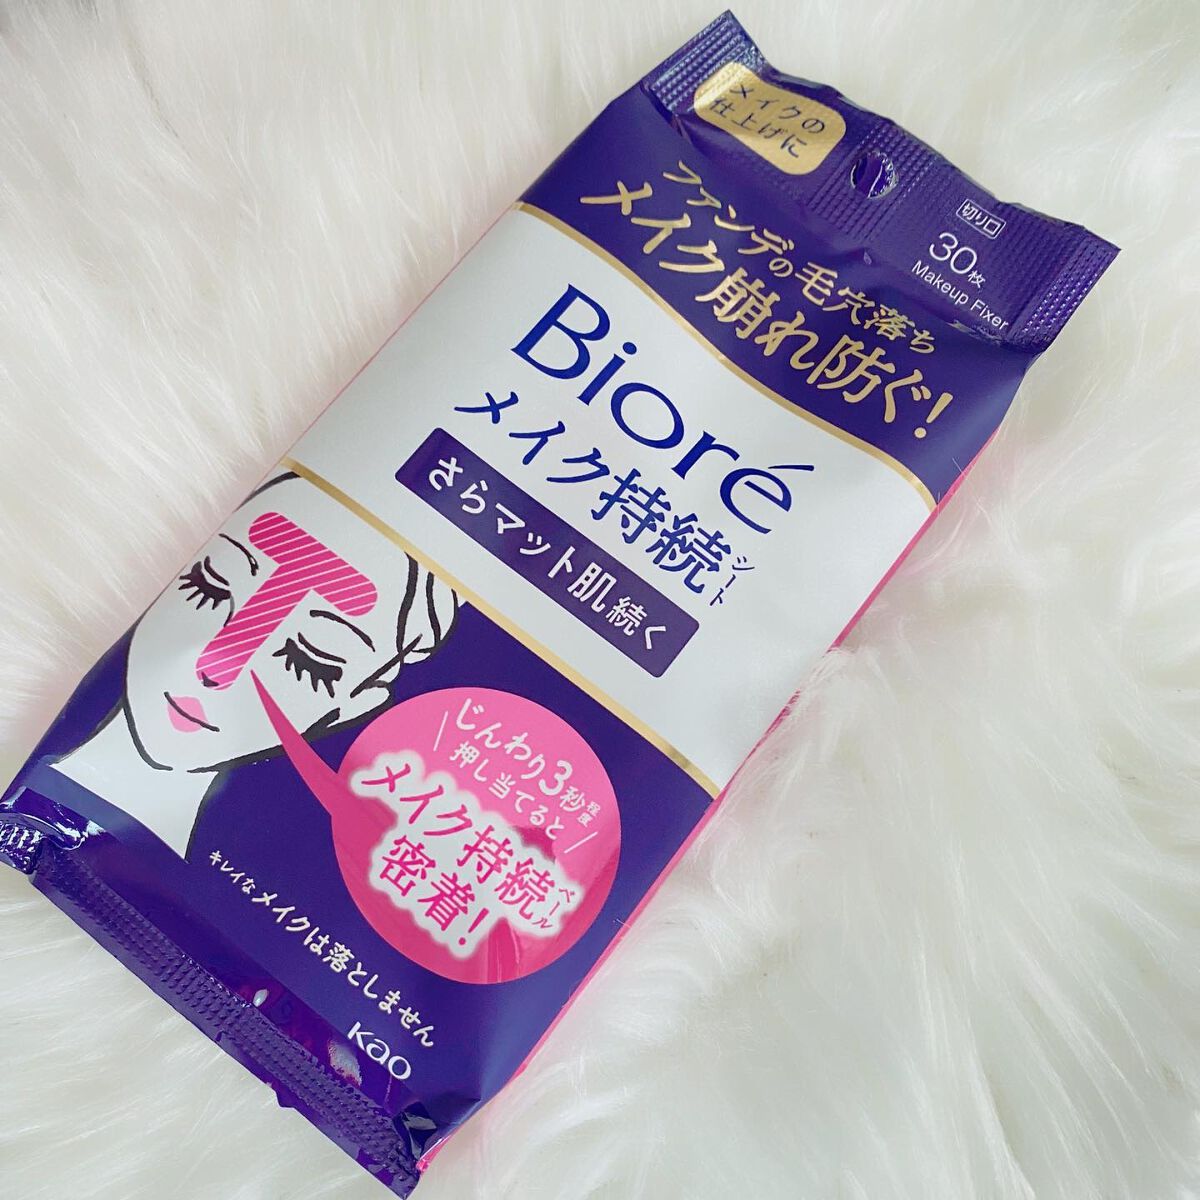 メイクの
仕上げに
切り口
30枚
Makeup Fixer
ファンデの毛穴落ち
メイク崩れ防ぐ!
Bioré
メイク持続シート
さらマット肌続く
じんわり3秒程度
押し当てると
メイク持続ベール
密着!
キレイなメイクは落としません
Kao